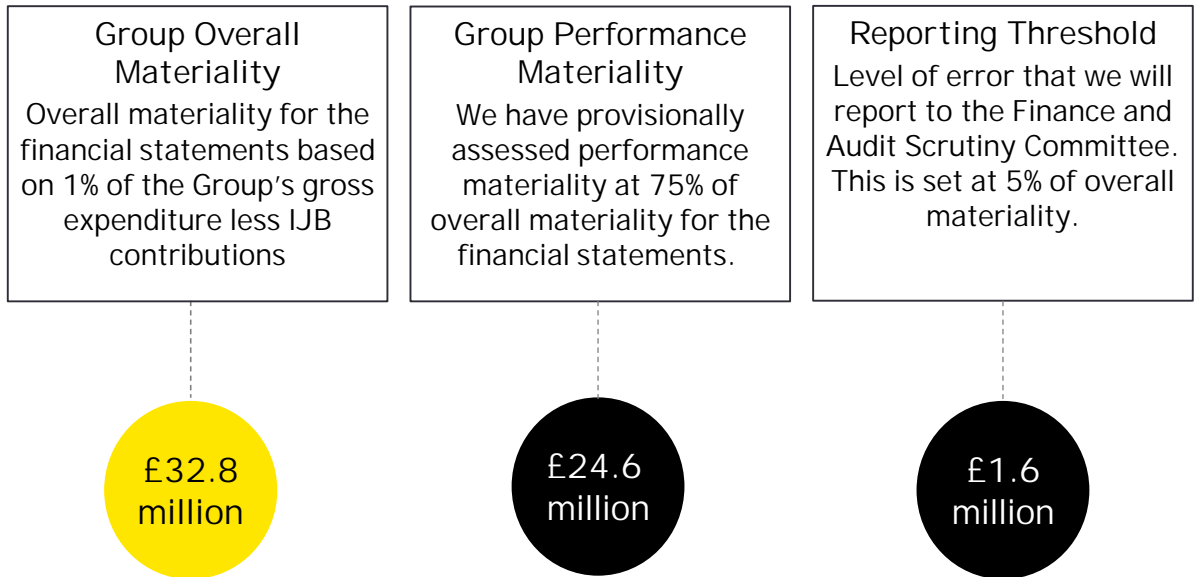 Group Overall
Materiality
Overall materiality for the
financial statements based
on 1% of the Group's gross
expenditure less IJB
contributions
£32.8
million
Group Performance
Materiality
We have provisionally
assessed performance
materiality at 75% of
overall materiality for the
financial statements.
£24.6
million
Reporting Threshold
Level of error that we will
report to the Finance and
Audit Scrutiny Committee.
This is set at 5% of overall
materiality.
£1.6
million